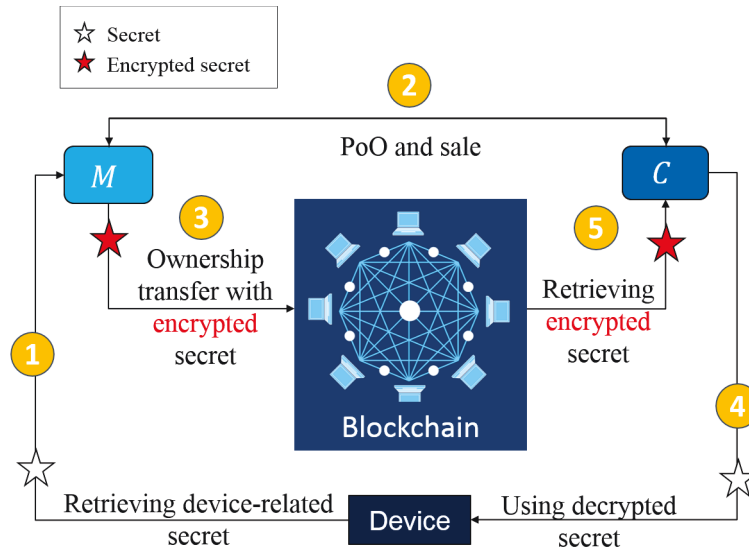 Secret
Encrypted secret
2
PoO and sale
M
C
3
5
Ownership
transfer with
encrypted
secret
Retrieving
encrypted
secret
1
Blockchain
4
Retrieving device-related
secret
Device
Using decrypted
secret